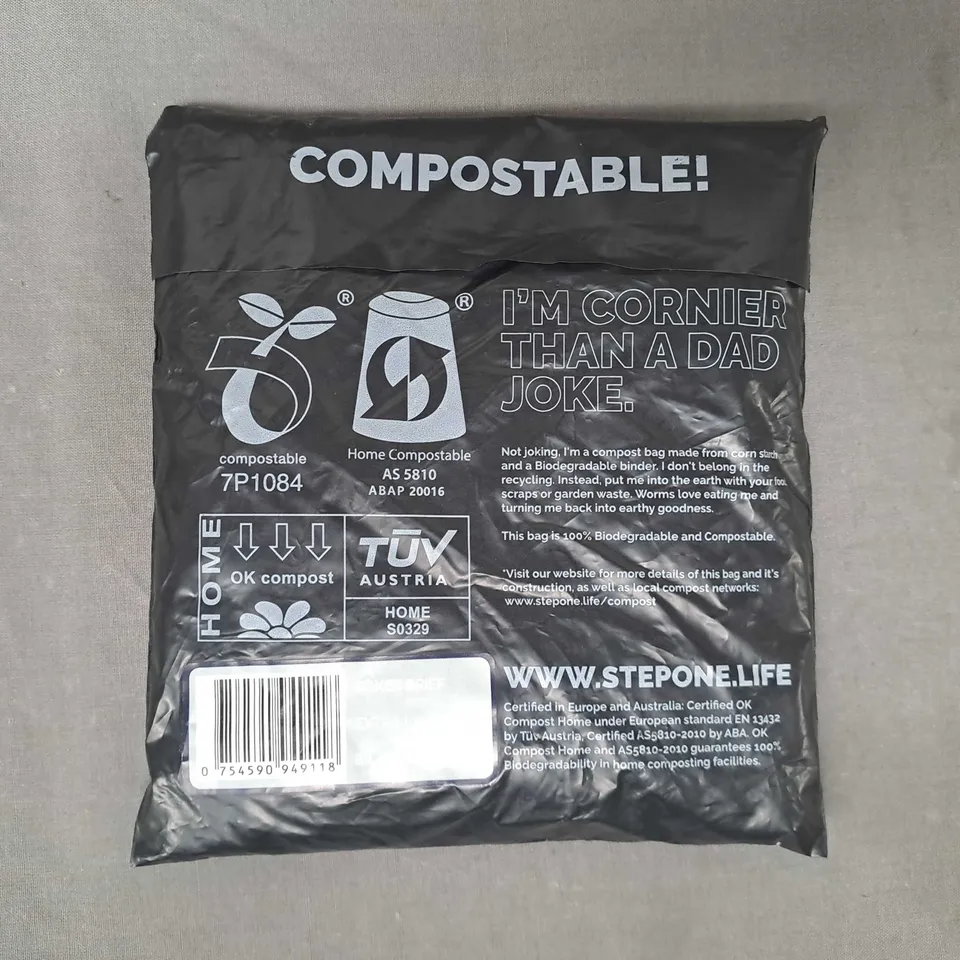 COMPOSTABLE!
®
®
compostable
7P1084
Home Compostable
AS 5810
ABAP 20016
I'M CORNIER
THAN A DAD
JOKE.
Not joking, I'm a compost bag made from corn starch
and a Biodegradable binder. I don't belong in the
recycling. Instead, put me into the earth with your
scraps or garden waste. Worms love eating me and
turning me back into earthy goodness.
This bag is 100% Biodegradable and Compostable.
*Visit our website for more details of this bag and it's
construction, as well as local compost networks:
www.stepone.life/compost
HOME
OK compost
TÜV
AUSTRIA
HOME
S0329
0 754590 949118
WWW.STEPONE.LIFE
Certified in Europe and Australia: Certified OK
Compost Home under European standard EN 13432
by Tüv Austria, Certified AS5810-2010 by ABA. OK
Compost Home and AS5810-2010 guarantees 100%
Biodegradability in home composting facilities.